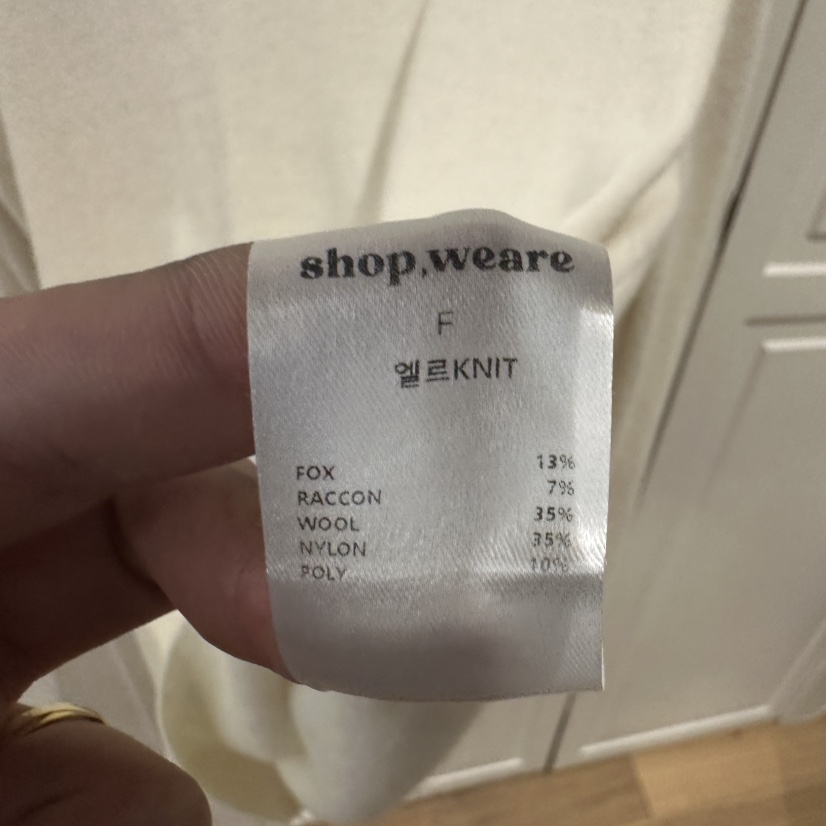 shop,weare
F
엘르KNIT
FOX 13%
RACCON 7%
WOOL 35%
NYLON 35%
POLY 10%